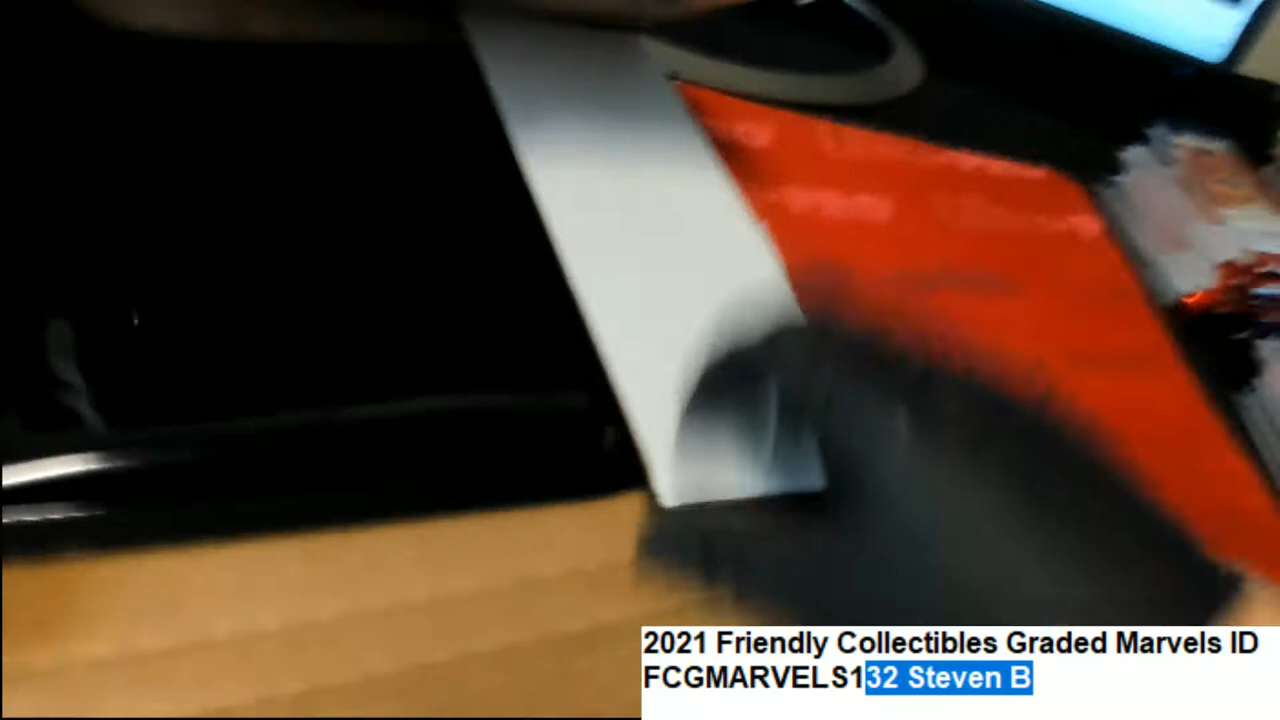 2021 Friendly Collectibles Graded Marvels ID
FCGMARVELS132 Steven B